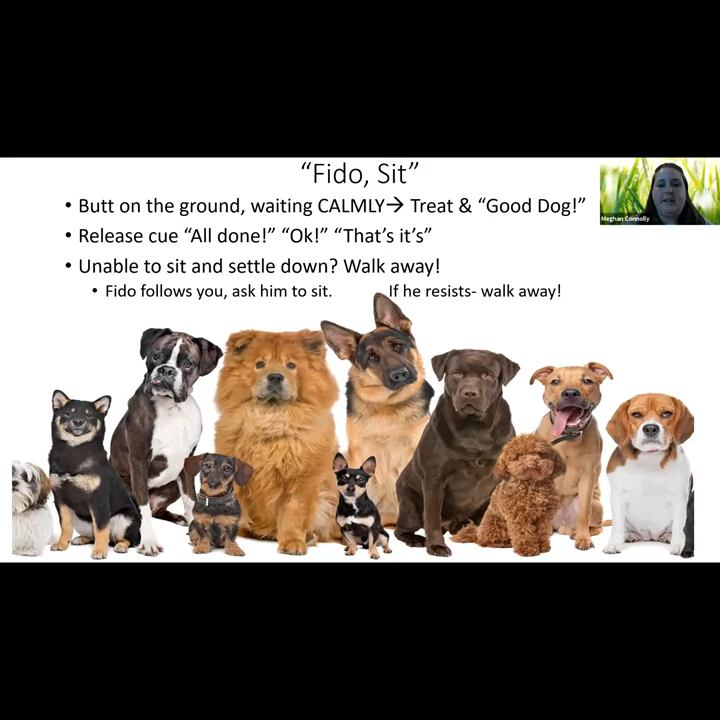 “Fido, Sit”
• Butt on the ground, waiting CALMLY→ Treat & “Good Dog!”
• Release cue “All done!” “Ok!” “That’s it’s”
• Unable to sit and settle down? Walk away!
• Fido follows you, ask him to sit. If he resists- walk away!
Meghan Connolly